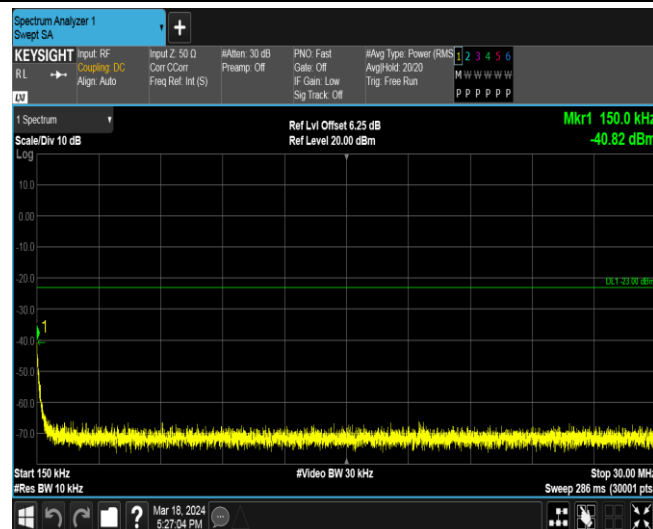 Spectrum Analyzer 1
Swept SA
+
KEYSIGHT
RL
LXI
Input: RF
Coupling: DC
Align: Auto
Input Z: 50 Ω
Corr CCorr
Freq Ref: Int (S)
#Atten: 30 dB
Preamp: Off
PNO: Fast
Gate: Off
IF Gain: Low
Sig Track: Off
#Avg Type: Power (RMS
Avg|Hold: 20/20
Trig: Free Run
1 2 3 4 5 6
M W W W W W
P P P P P P
1 Spectrum
Scale/Div 10 dB
Log
Ref Lvl Offset 6.25 dB
Ref Level 20.00 dBm
Mkr1 150.0 kHz
-40.82 dBm
10.0
0.00
-10.0
-20.0
DL1 -23.00 dBm
-30.0
1
-40.0
-50.0
-60.0
-70.0
Start 150 kHz
#Res BW 10 kHz
#Video BW 30 kHz
Stop 30.00 MHz
Sweep 286 ms (30001 pts
?
Mar 18, 2024
5:27:04 PM